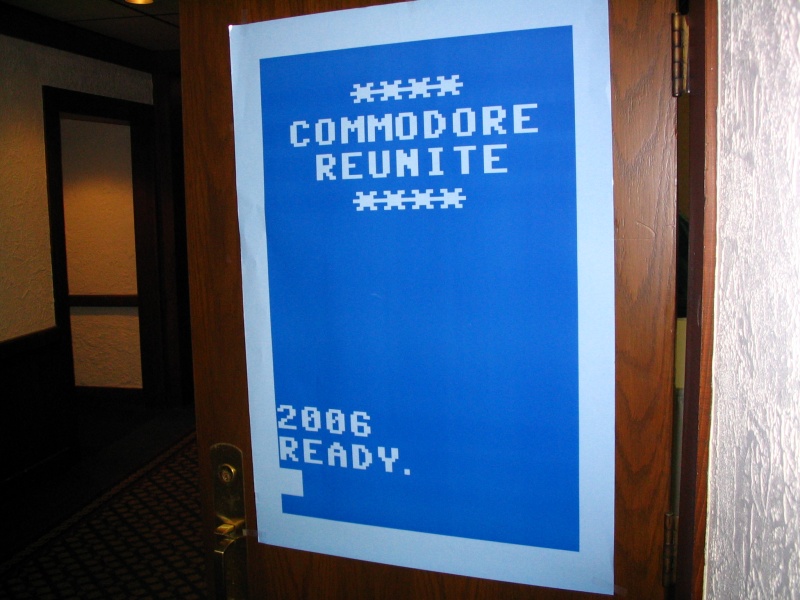 ****
COMMODORE
REUNITE
****
2006
READY.